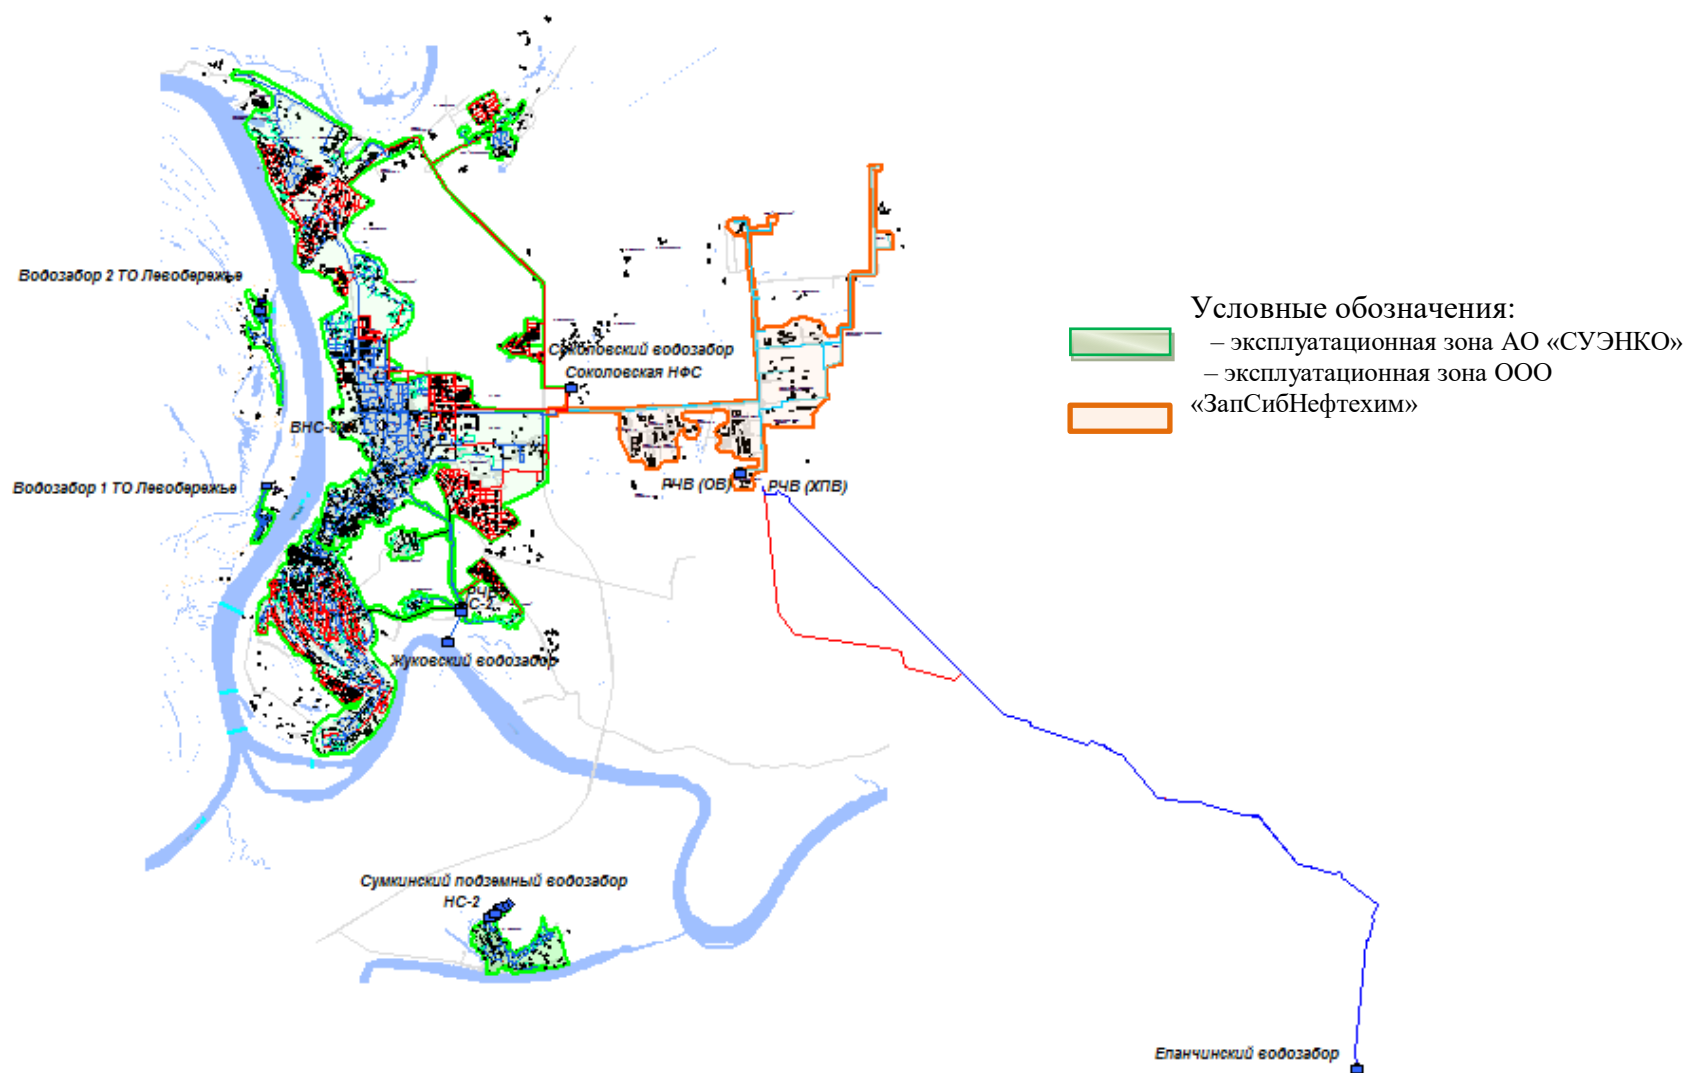 Водозабор 2 ТО Левобережье
Соколовский водозабор
Соколовская НФС
Водозабор 1 ТО Левобережье
РЧВ (ОВ)
РЧВ (ХПВ)
Жуковский водозабор
Сумкинский подземный водозабор
НС-2
Епанчинский водозабор
Условные обозначения:
– эксплуатационная зона АО «СУЭНКО»
– эксплуатационная зона ООО
«ЗапСибНефтехим»